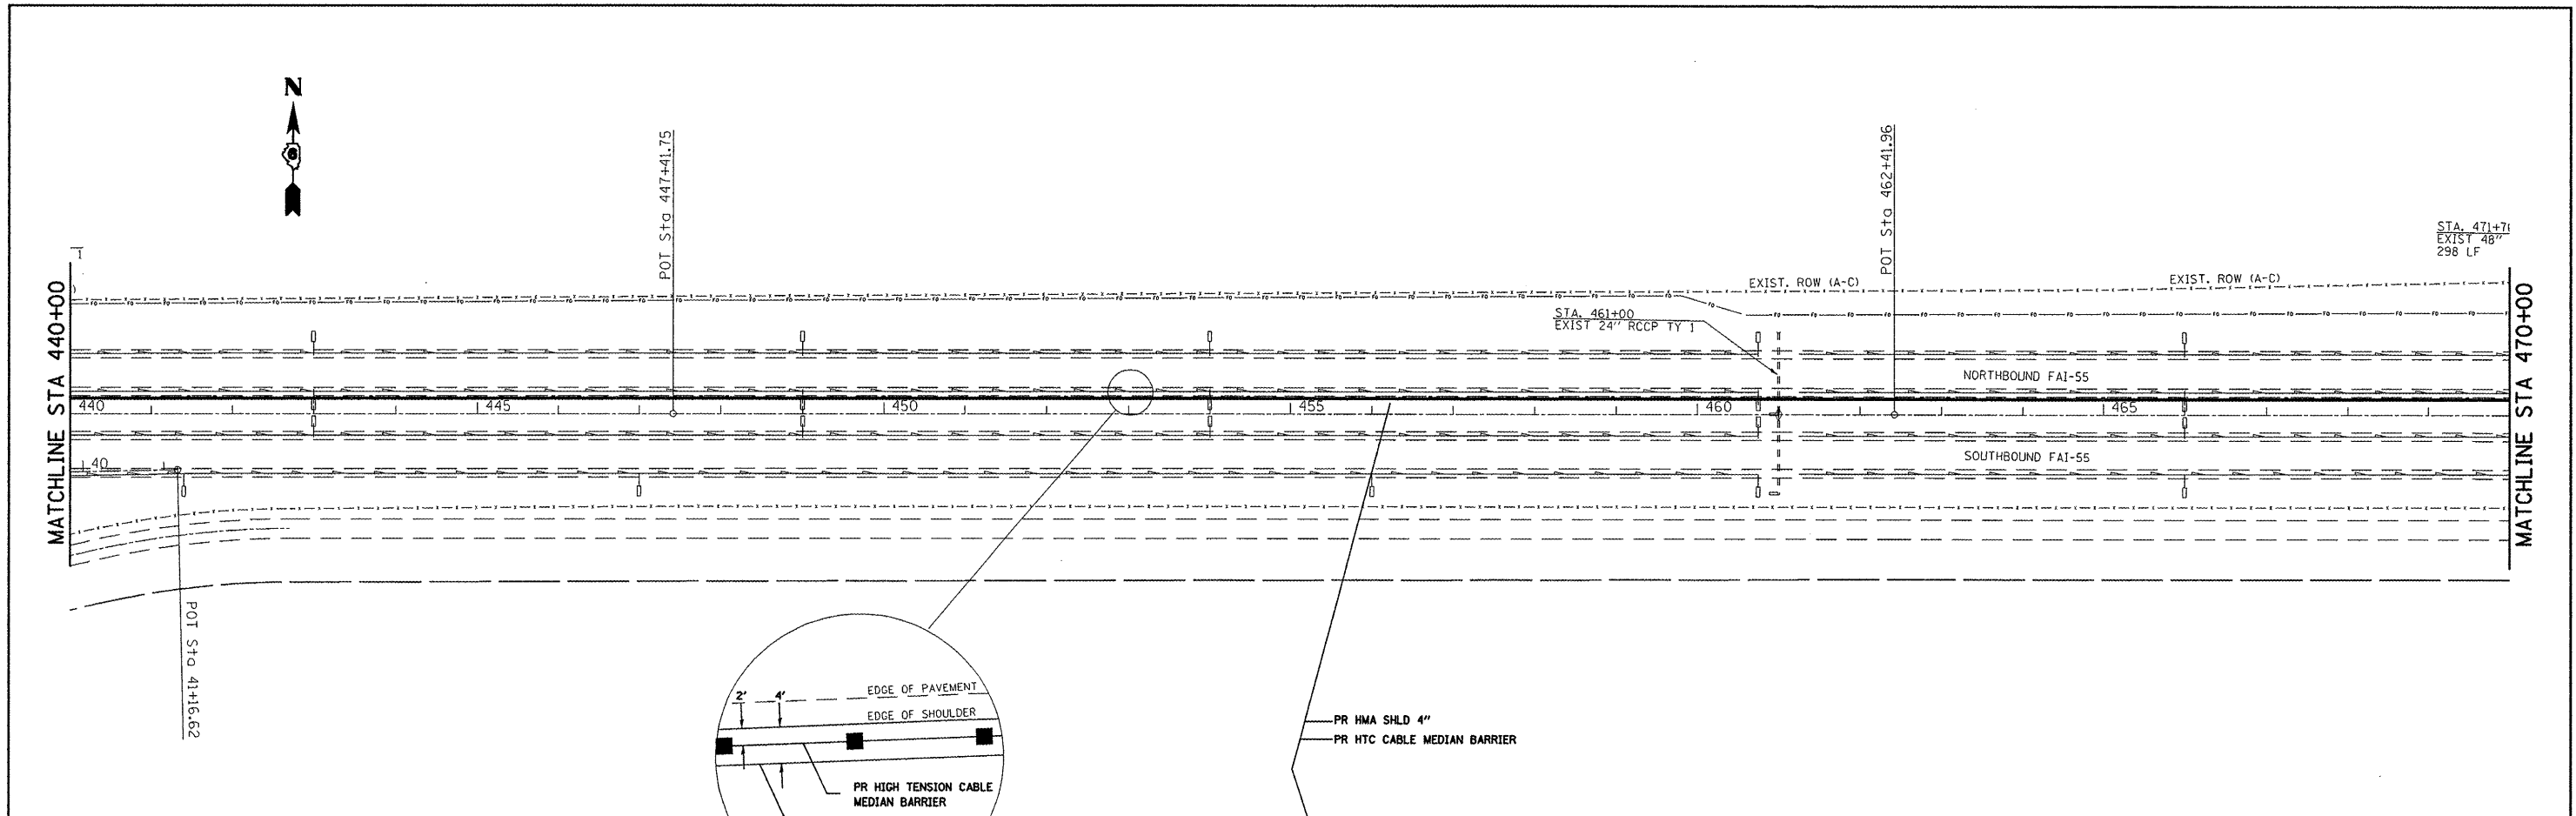 N
6
POT Sta 447+41.75
POT Sta 462+41.96
STA. 471+7
EXIST 48"
298 LF
1
MATCHLINE STA 440+00
EXIST. ROW (A-C)
EXIST. ROW (A-C)
STA. 461+00
EXIST 24" RCCP TY 1
NORTHBOUND FAI-55
440
445
450
455
460
465
SOUTHBOUND FAI-55
MATCHLINE STA 470+00
40
POT Sta 41+16.62
2'
4'
EDGE OF PAVEMENT
EDGE OF SHOULDER
PR HIGH TENSION CABLE
MEDIAN BARRIER
PR HMA SHLD 4"
PR HTC CABLE MEDIAN BARRIER